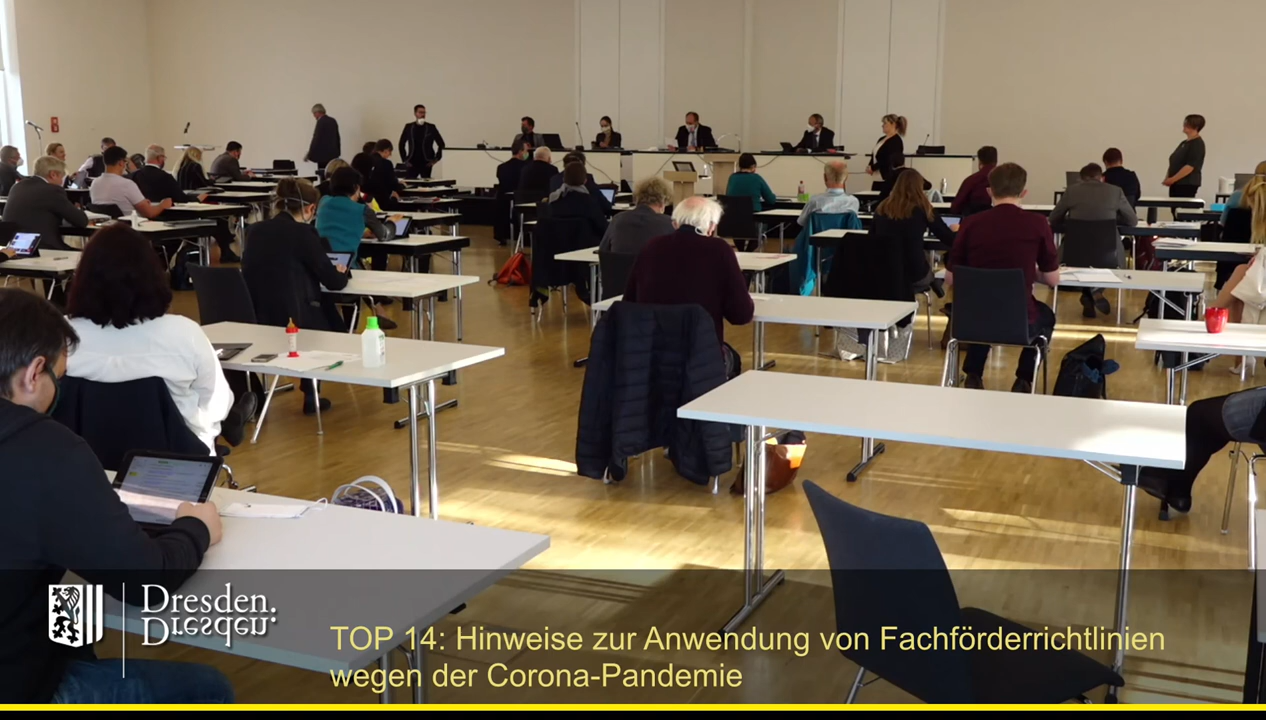 Dresden.
Dresden.
TOP 14: Hinweise zur Anwendung von Fachförderrichtlinien
wegen der Corona-Pandemie